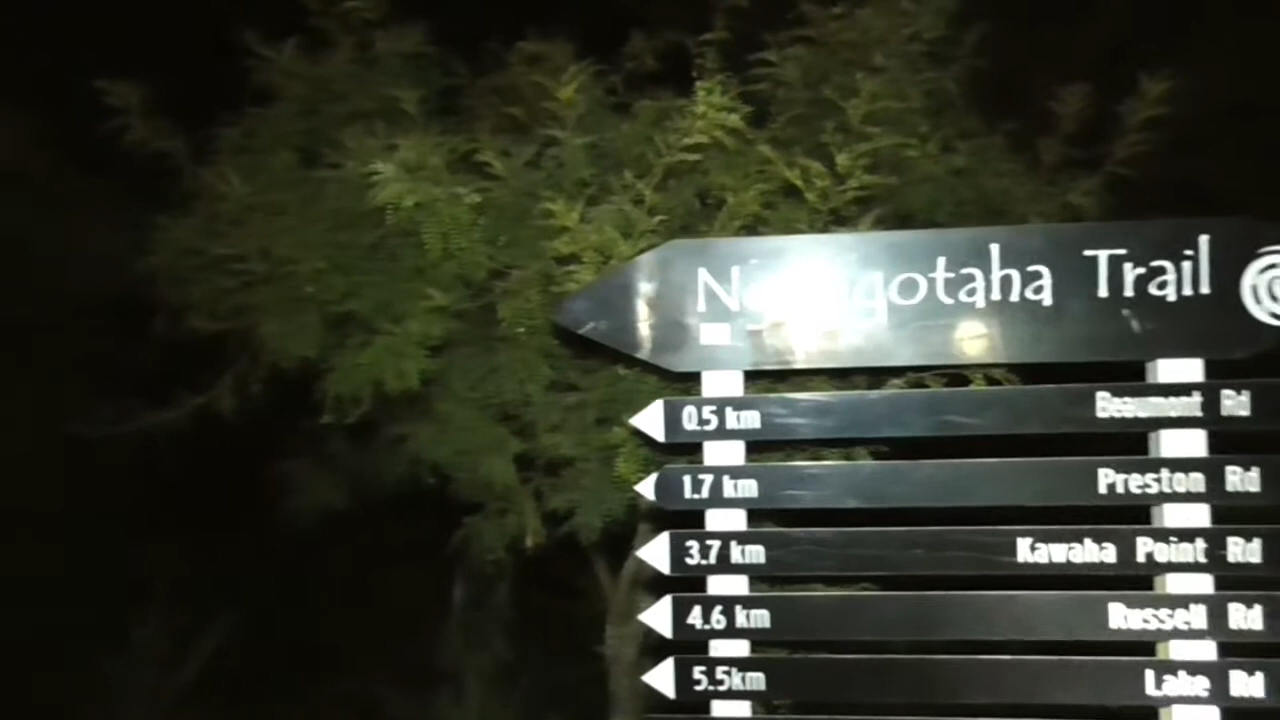 Trail
0.5 km Beaumont Rd
1.7 km Preston Rd
3.7 km Kawaha Point Rd
4.6 km Russell Rd
5.5km Lake Rd